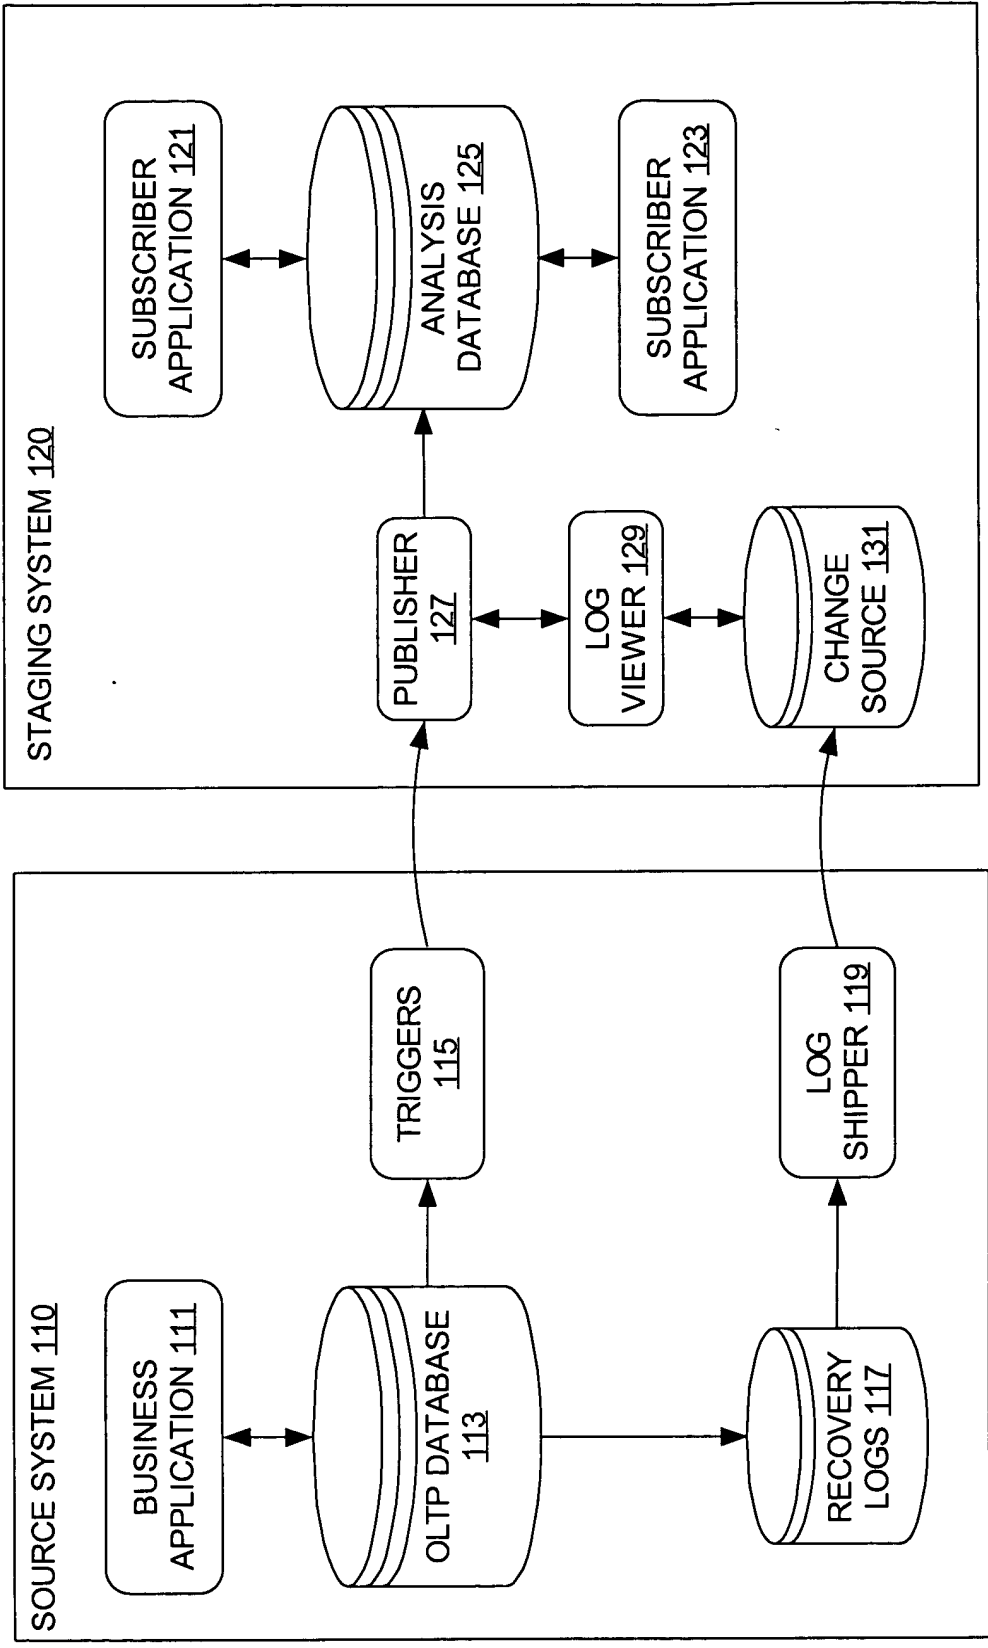 SOURCE SYSTEM 110
BUSINESS
APPLICATION 111
OLTP DATABASE
113
TRIGGERS
115
RECOVERY
LOGS 117
LOG
SHIPPER 119
STAGING SYSTEM 120
SUBSCRIBER
APPLICATION 121
PUBLISHER
127
ANALYSIS
DATABASE 125
LOG
VIEWER 129
SUBSCRIBER
APPLICATION 123
CHANGE
SOURCE 131